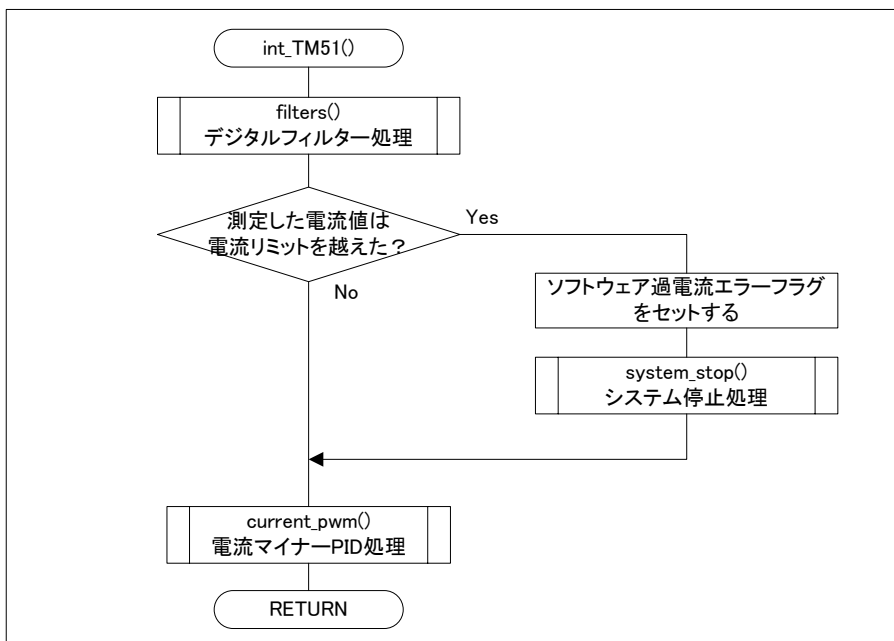 int_TM51()
filters()
デジタルフィルター処理
測定した電流値は
電流リミットを越えた？
Yes
No
ソフトウェア過電流エラーフラグ
をセットする
system_stop()
システム停止処理
current_pwm()
電流マイナーPID処理
RETURN